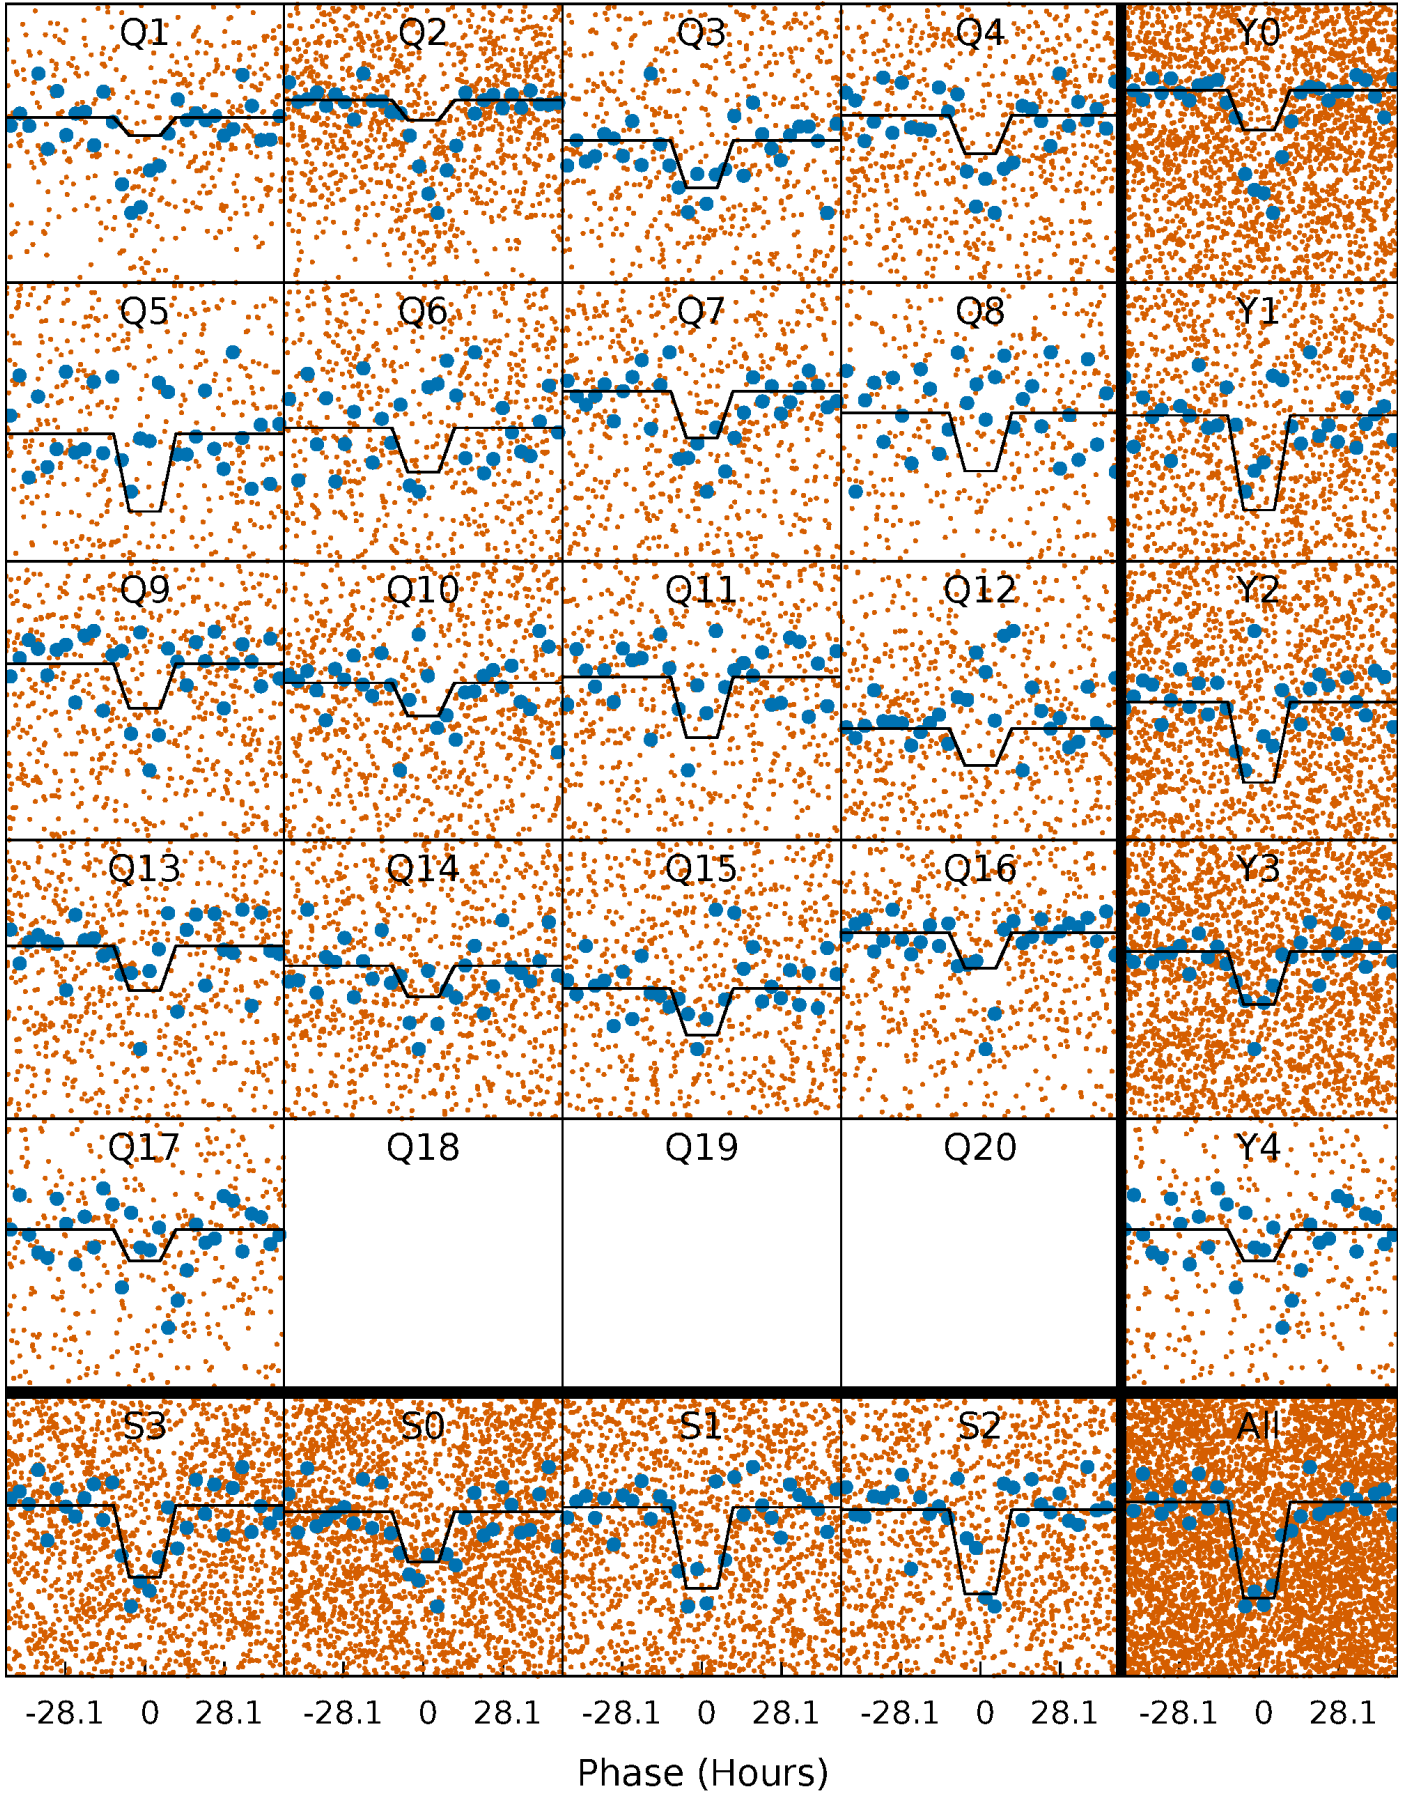 Q1 Q2 Q3 Q4 Y0
Q5 Q6 Q7 Q8 Y1
Q9 Q10 Q11 Q12 Y2
Q13 Q14 Q15 Q16 Y3
Q17 Q18 Q19 Q20 Y4
S3 S0 S1 S2 All
-28.1 0 28.1 -28.1 0 28.1 -28.1 0 28.1 -28.1 0 28.1 -28.1 0 28.1
Phase (Hours)